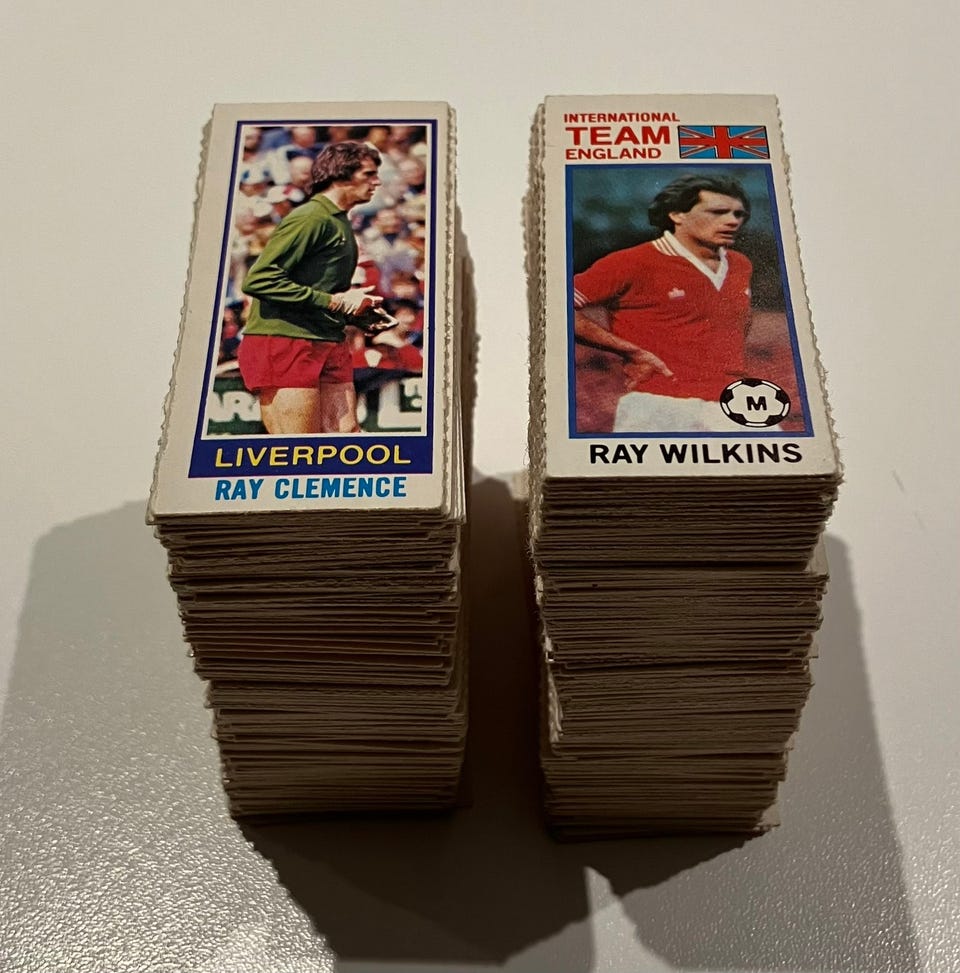 LIVERPOOL
RAY CLEMENCE
INTERNATIONAL
TEAM
ENGLAND
M
RAY WILKINS